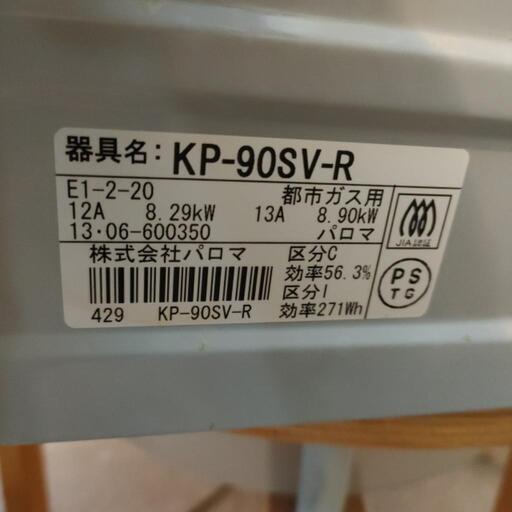 器具名: KP-90SV-R
E1-2-20 都市ガス用
12A 8.29kW 13A 8.90kW
13・06-600350 パロマ
JIA認証
株式会社パロマ 区分C
効率56.3%
区分I
429 KP-90SV-R 効率271Wh
PS
TG